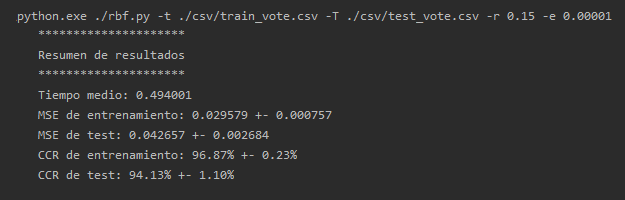 python.exe ./rbf.py -t ./csv/train_vote.csv -T ./csv/test_vote.csv -r 0.15 -e 0.00001
*********************
Resumen de resultados
*********************
Tiempo medio: 0.494001
MSE de entrenamiento: 0.029579 +- 0.000757
MSE de test: 0.042657 +- 0.002684
CCR de entrenamiento: 96.87% +- 0.23%
CCR de test: 94.13% +- 1.10%